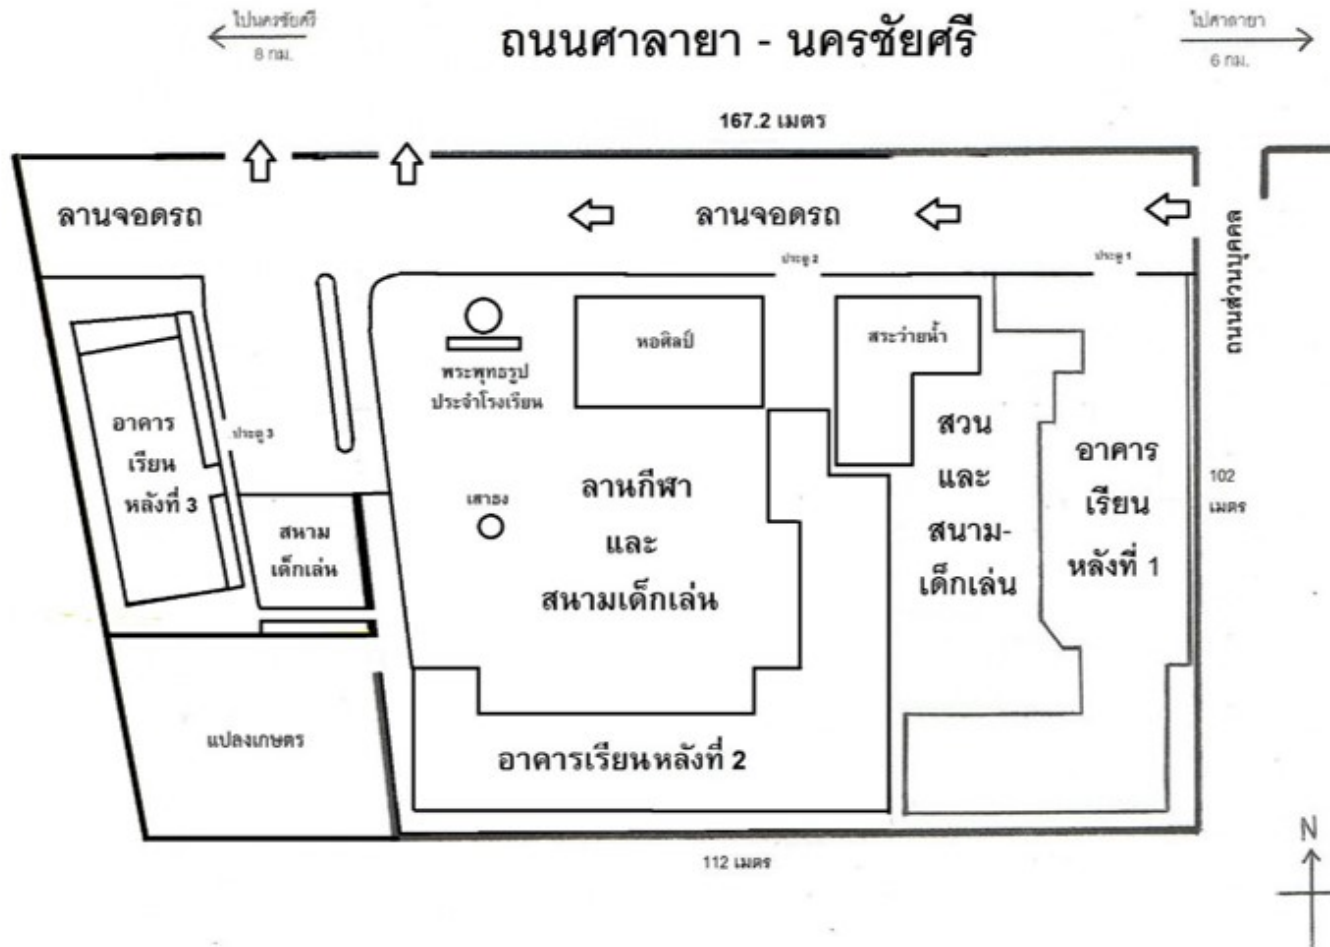 ไปนครชัยศรี
8 กม.
ถนนศาลายา - นครชัยศรี
ไปศาลายา
6 กม.
167.2 เมตร
ลานจอดรถ
ลานจอดรถ
ถนนส่วนบุคคล
ประตู 2
ประตู 1
หอศิลป์
สระว่ายน้ำ
พระพุทธรูป
ประจำโรงเรียน
อาคาร
เรียน
หลังที่ 3
ประตู 3
สนาม
เด็กเล่น
เสาธง
ลานกีฬา
และ
สนามเด็กเล่น
สวน
และ
สนาม-
เด็กเล่น
อาคาร
เรียน
หลังที่ 1
102
เมตร
แปลงเกษตร
อาคารเรียนหลังที่ 2
112 เมตร
N